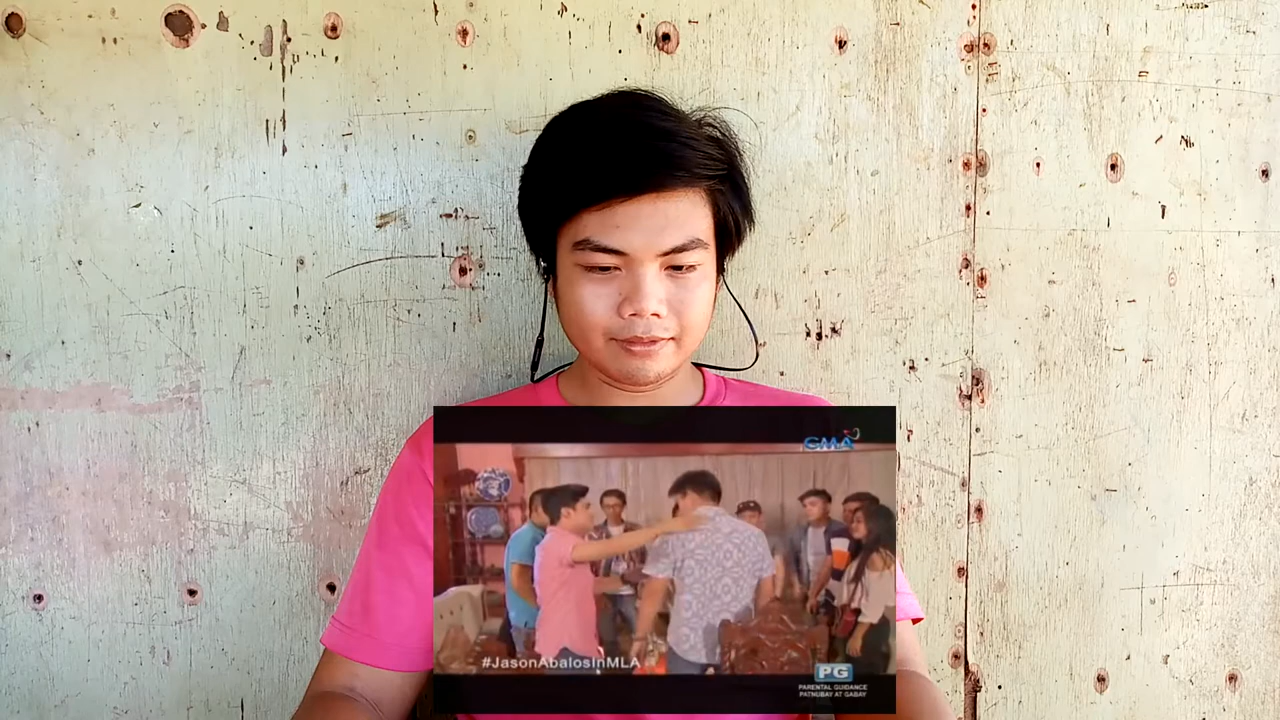 GMA
#JasonAbalosInMLA
PG
PARENTAL GUIDANCE
PATNUBAY AT GABAY